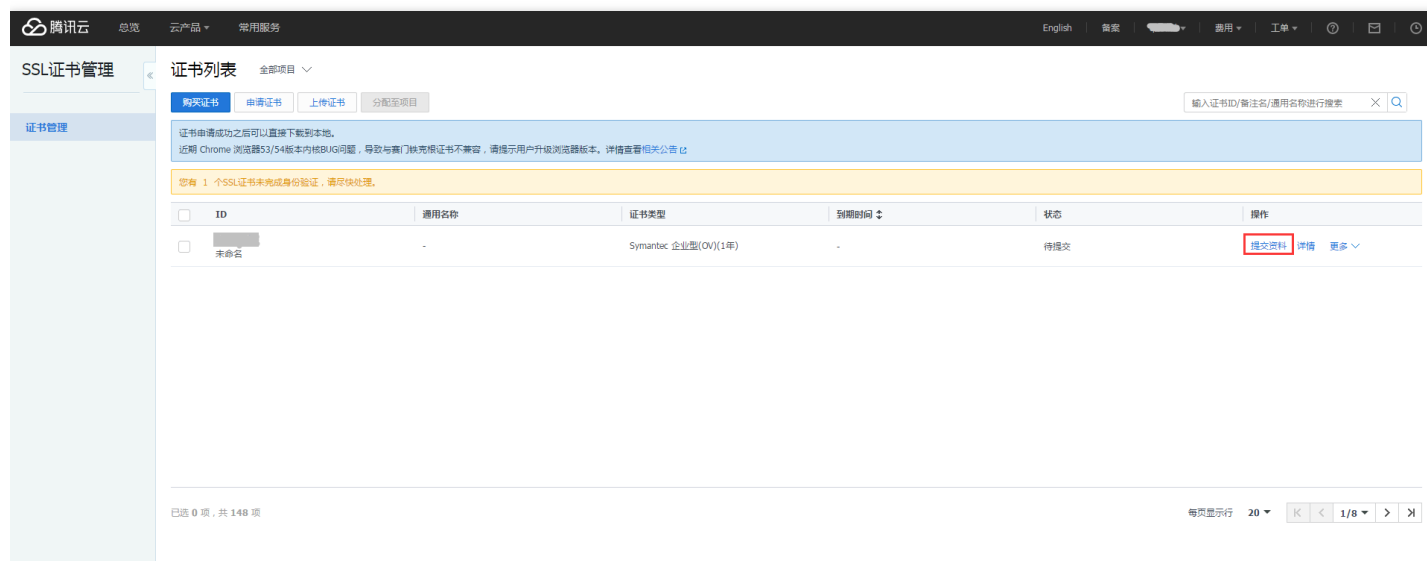 腾讯云 总览 云产品 常用服务 English 备案 费用 工单
SSL证书管理
证书管理
证书列表 全部项目
购买证书 申请证书 上传证书 分配至项目 输入证书ID/备注名/通用名称进行搜索
证书申请成功之后可以直接下载到本地。
近期 Chrome 浏览器53/54版本内核BUG问题，导致与赛门铁克根证书不兼容，请提示用户升级浏览器版本。详情查看相关公告
您有 1 个SSL证书未完成身份验证，请尽快处理。
ID 通用名称 证书类型 到期时间 状态 操作
- Symantec 企业型(OV)(1年) - 待提交 提交资料 详情 更多
未命名
已选 0 项，共 148 项 每页显示行 20 1/8